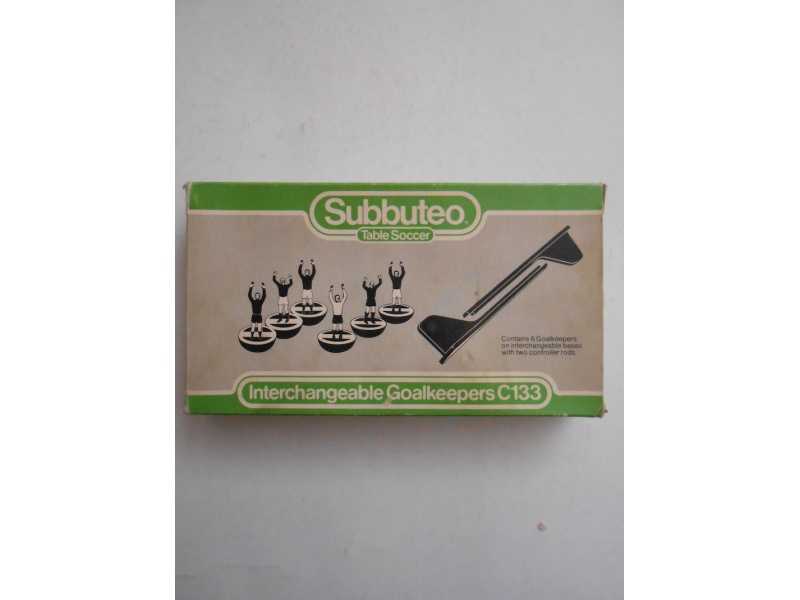 Subbuteo
Table Soccer
Contains 6 Goalkeepers
on interchangeable bases
with two controller rods.
Interchangeable Goalkeepers C133